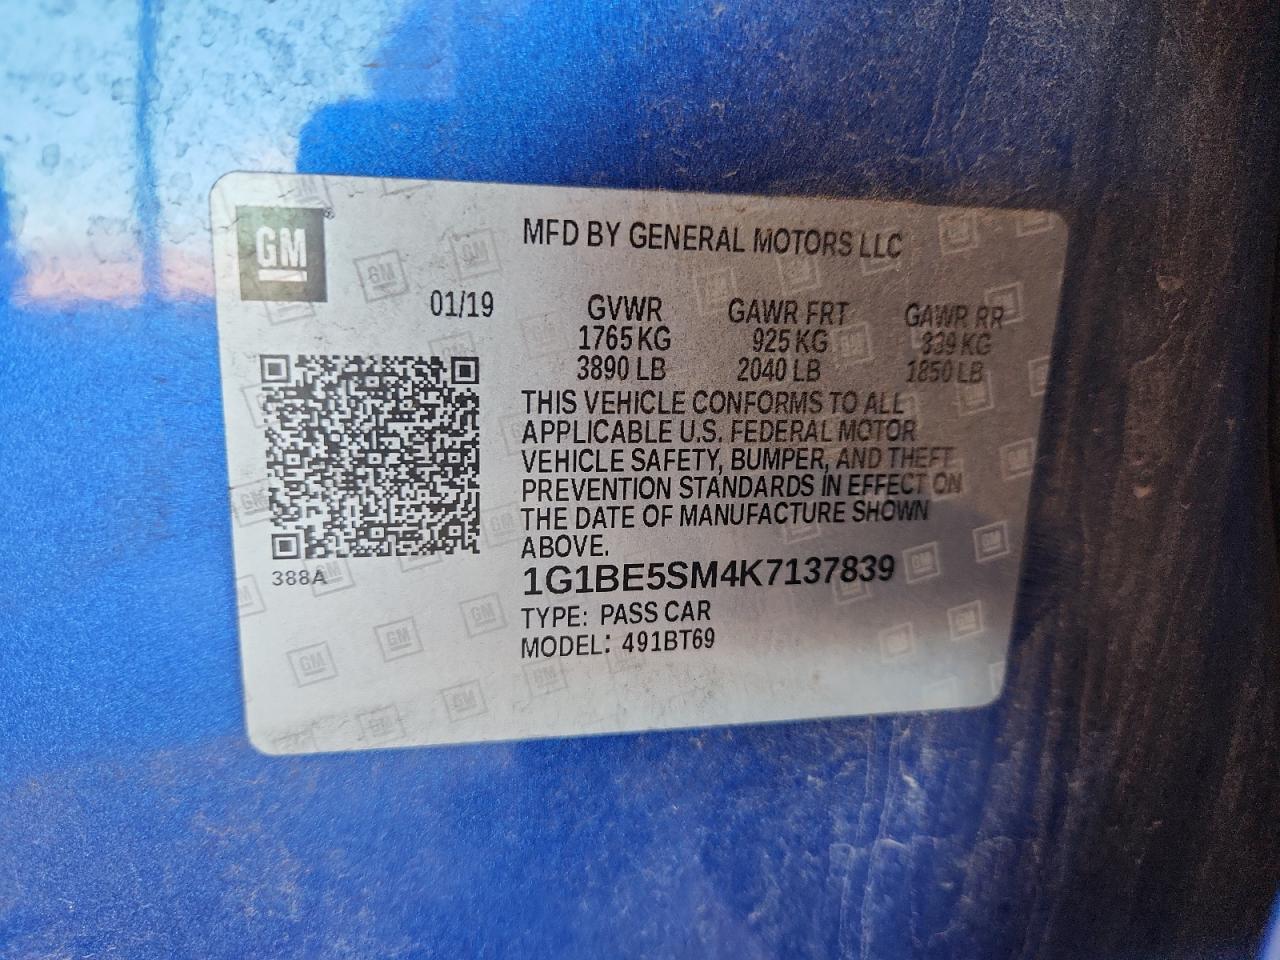 GM
MFD BY GENERAL MOTORS LLC
01/19
GVWR GAWR FRT GAWR RR
1765 KG 925 KG 839 KG
3890 LB 2040 LB 1850 LB
THIS VEHICLE CONFORMS TO ALL
APPLICABLE U.S. FEDERAL MOTOR
VEHICLE SAFETY, BUMPER, AND THEFT
PREVENTION STANDARDS IN EFFECT ON
THE DATE OF MANUFACTURE SHOWN
ABOVE.
388A
1G1BE5SM4K7137839
TYPE: PASS CAR
MODEL: 491BT69